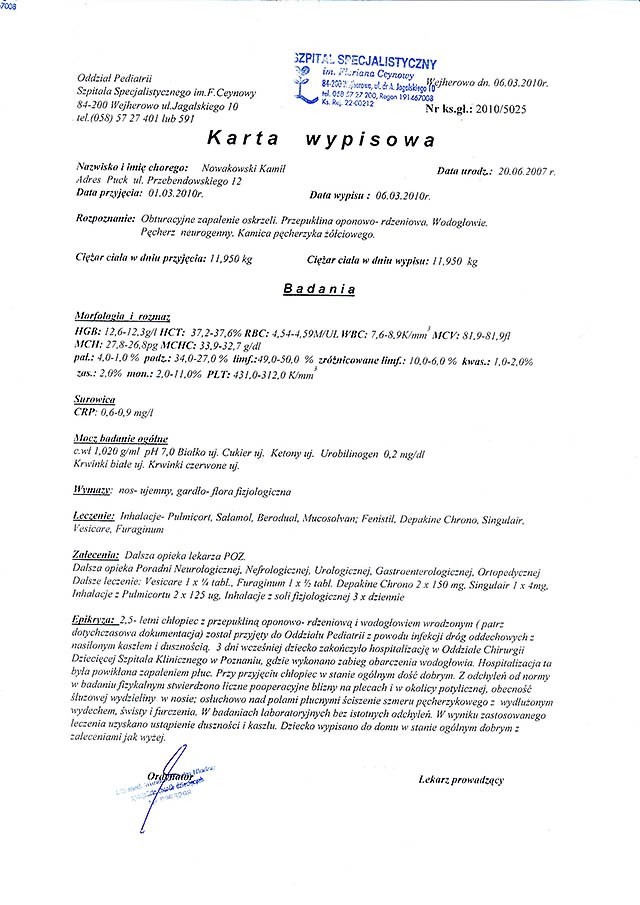 7008
SZPITAL SPECJALISTYCZNY
im. Floriana Ceynowy
84-200 Wejherowo, ul. dr A. Jagalskiego 10
tel. 058 57 27 200, Regon 191467008
Ks. Rej. 22-00212
Oddział Pediatrii
Szpitala Specjalistycznego im.F.Ceynowy
84-200 Wejherowo ul.Jagalskiego 10
tel.(058) 57 27 401 lub 591
Wejherowo dn. 06.03.2010r.
Nr ks.gł.: 2010/5025
Karta wypisowa
Nazwisko i imię chorego: Nowakowski Kamil
Data urodz.: 20.06.2007 r.
Adres Puck ul. Przebendowskiego 12
Data przyjęcia: 01.03.2010r.
Data wypisu : 06.03.2010r.
Rozpoznanie: Obturacyjne zapalenie oskrzeli. Przepuklina oponowo- rdzeniowa. Wodogłowie.
Pęcherz neurogenny. Kamica pęcherzyka żółciowego.
Ciężar ciała w dniu przyjęcia: 11,950 kg
Ciężar ciała w dniu wypisu: 11,950 kg
Badania
Morfologia i rozmaz
HGB: 12,6-12,3g/l HCT: 37,2-37,6% RBC: 4,54-4,59M/UL WBC: 7,6-8,9K/mm³ MCV: 81,9-81,9fl
MCH: 27,8-26,8pg MCHC: 33,9-32,7 g/dl
pał.: 4,0-1,0 % podz.: 34,0-27,0 % limf.:49,0-50,0 % zróżnicowane limf.: 10,0-6,0 % kwas.: 1,0-2,0%
zas.: 2,0% mon.: 2,0-11,0% PLT: 431,0-312,0 K/mm³
Surowica
CRP: 0,6-0,9 mg/l
Mocz badanie ogólne
c.wł 1,020 g/ml pH 7,0 Białko uj. Cukier uj. Ketony uj. Urobilinogen 0,2 mg/dl
Krwinki białe uj. Krwinki czerwone uj.
Wymazy: nos- ujemny, gardło- flora fizjologiczna
Leczenie: Inhalacje- Pulmicort, Salamol, Berodual, Mucosolvan; Fenistil, Depakine Chrono, Singulair,
Vesicare, Furaginum
Zalecenia: Dalsza opieka lekarza POZ.
Dalsza opieka Poradni Neurologicznej, Nefrologicznej, Urologicznej, Gastroenterologicznej, Ortopedycznej
Dalsze leczenie: Vesicare 1 x ¼ tabl., Furaginum 1 x ½ tabl. Depakine Chrono 2 x 150 mg, Singulair 1 x 4mg,
Inhalacje z Pulmicortu 2 x 125 ug, Inhalacje z soli fizjologicznej 3 x dziennie
Epikryza: 2,5- letni chłopiec z przepukliną oponowo- rdzeniową i wodogłowiem wrodzonym ( patrz
dotychczasowa dokumentacja) został przyjęty do Oddziału Pediatrii z powodu infekcji dróg oddechowych z
nasilonym kaszlem i dusznością. 3 dni wcześniej dziecko zakończyło hospitalizację w Oddziale Chirurgii
Dziecięcej Szpitala Klinicznego w Poznaniu, gdzie wykonano zabieg obarczenia wodogłowia. Hospitalizacja ta
była powikłana zapaleniem płuc. Przy przyjęciu chłopiec w stanie ogólnym dość dobrym. Z odchyleń od normy
w badaniu fizykalnym stwierdzono liczne pooperacyjne blizny na plecach i w okolicy potylicznej, obecność
śluzowej wydzieliny w nosie; osłuchowo nad polami płucnymi ściszenie szmeru pęcherzykowego z wydłużonym
wydechem, świsty i furczenia. W badaniach laboratoryjnych bez istotnych odchyleń. W wyniku zastosowanego
leczenia uzyskano ustąpienie duszności i kaszlu. Dziecko wypisano do domu w stanie ogólnym dobrym z
zaleceniami jak wyżej.
Ordynator
Lekarz prowadzący